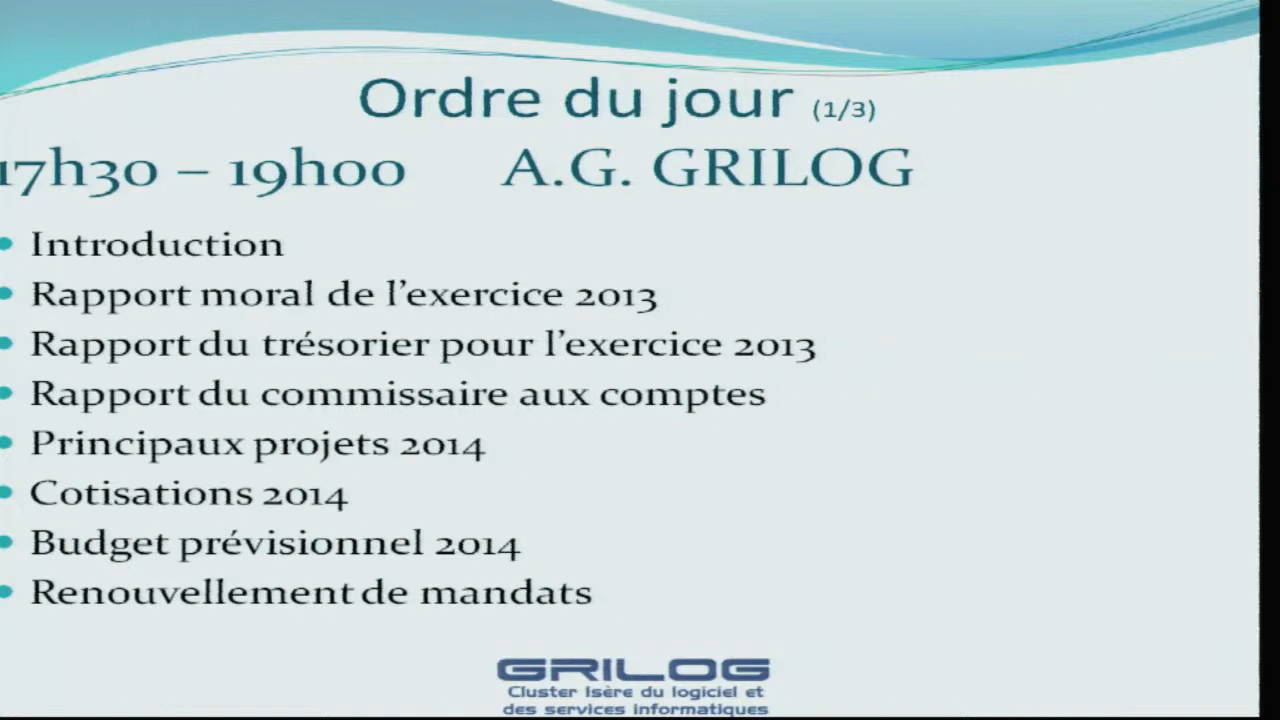 Ordre du jour (1/3)
17h30 – 19h00 A.G. GRILOG
• Introduction
• Rapport moral de l’exercice 2013
• Rapport du trésorier pour l’exercice 2013
• Rapport du commissaire aux comptes
• Principaux projets 2014
• Cotisations 2014
• Budget prévisionnel 2014
• Renouvellement de mandats
GRILOG
Cluster Isère du logiciel et
des services informatiques